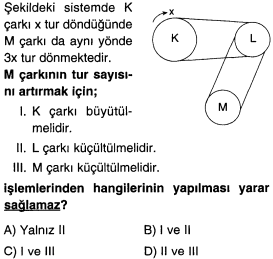 Şekildeki sistemde K
çarkı x tur döndüğünde
M çarkı da aynı yönde
3x tur dönmektedir.
M çarkının tur sayısı-
nı artırmak için;
I. K çarkı büyütül-
melidir.
II. L çarkı küçültülmelidir.
III. M çarkı küçültülmelidir.
x
K
L
M
işlemlerinden hangilerinin yapılması yarar
sağlamaz?
A) Yalnız II
B) I ve II
C) I ve III
D) II ve III